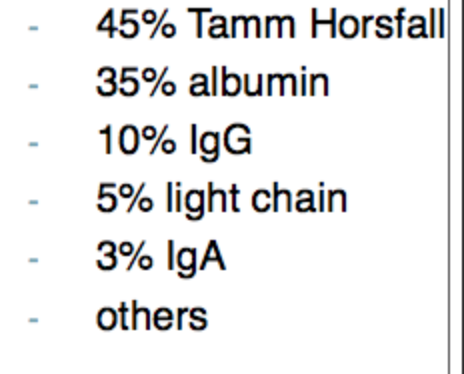 - 45% Tamm Horsfall
- 35% albumin
- 10% IgG
- 5% light chain
- 3% IgA
- others